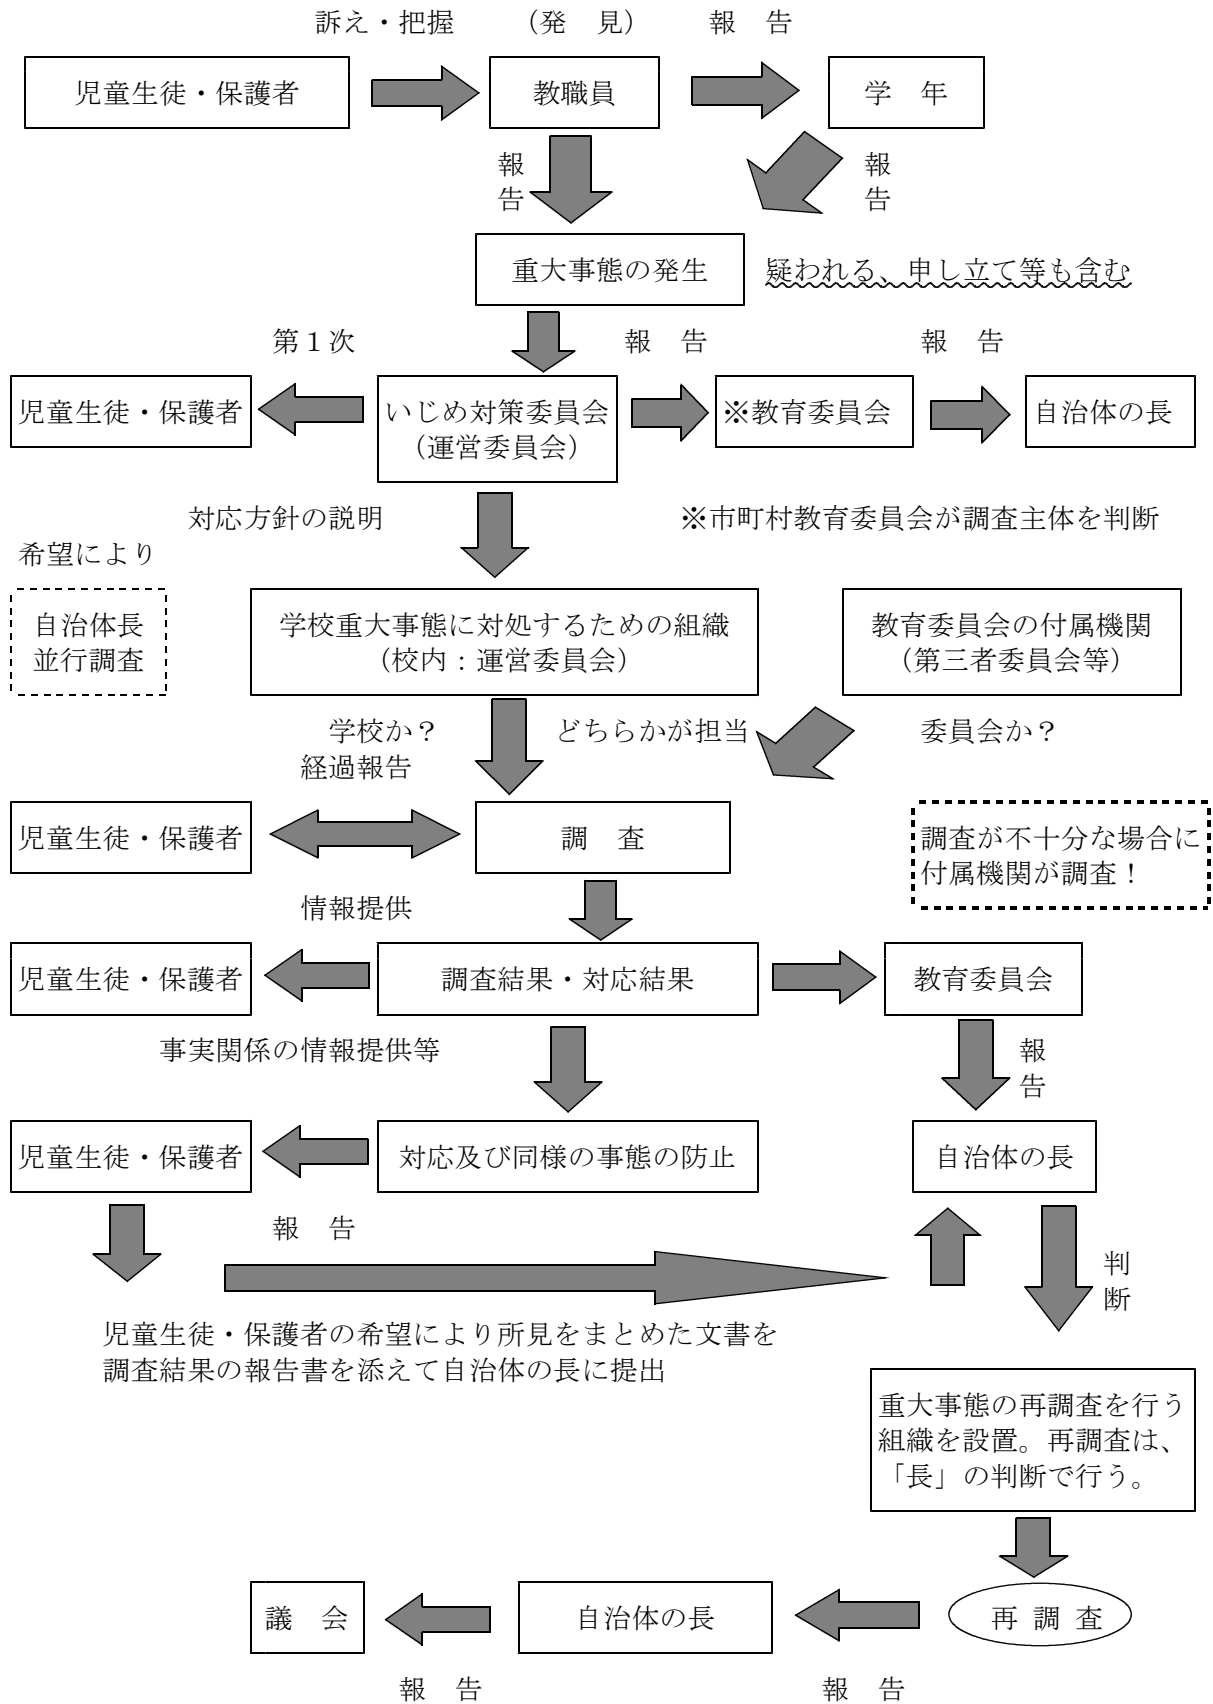 訴え・把握　　（発　見）　　報　告
児童生徒・保護者　教職員　学　年
報告　報告
重大事態の発生　疑われる、申し立て等も含む
第１次　報　告　報　告
児童生徒・保護者　いじめ対策委員会　※教育委員会　自治体の長
（運営委員会）
対応方針の説明　※市町村教育委員会が調査主体を判断
希望により
自治体長　学校重大事態に対処するための組織　教育委員会の付属機関
並行調査　（校内：運営委員会）　（第三者委員会等）
学校か？　どちらかが担当　委員会か？
経過報告
児童生徒・保護者　調　査　調査が不十分な場合に
付属機関が調査！
情報提供
児童生徒・保護者　調査結果・対応結果　教育委員会
事実関係の情報提供等　報告
児童生徒・保護者　対応及び同様の事態の防止　自治体の長
報　告　判断
児童生徒・保護者の希望により所見をまとめた文書を
調査結果の報告書を添えて自治体の長に提出
重大事態の再調査を行う
組織を設置。再調査は、
「長」の判断で行う。
議　会　自治体の長　再 調 査
報　告　報　告